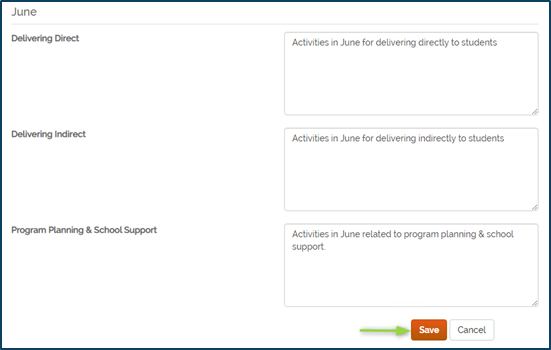 June
Delivering Direct
Activities in June for delivering directly to students
Delivering Indirect
Activities in June for delivering indirectly to students
Program Planning & School Support
Activities in June related to program planning & school
support.
Save
Cancel